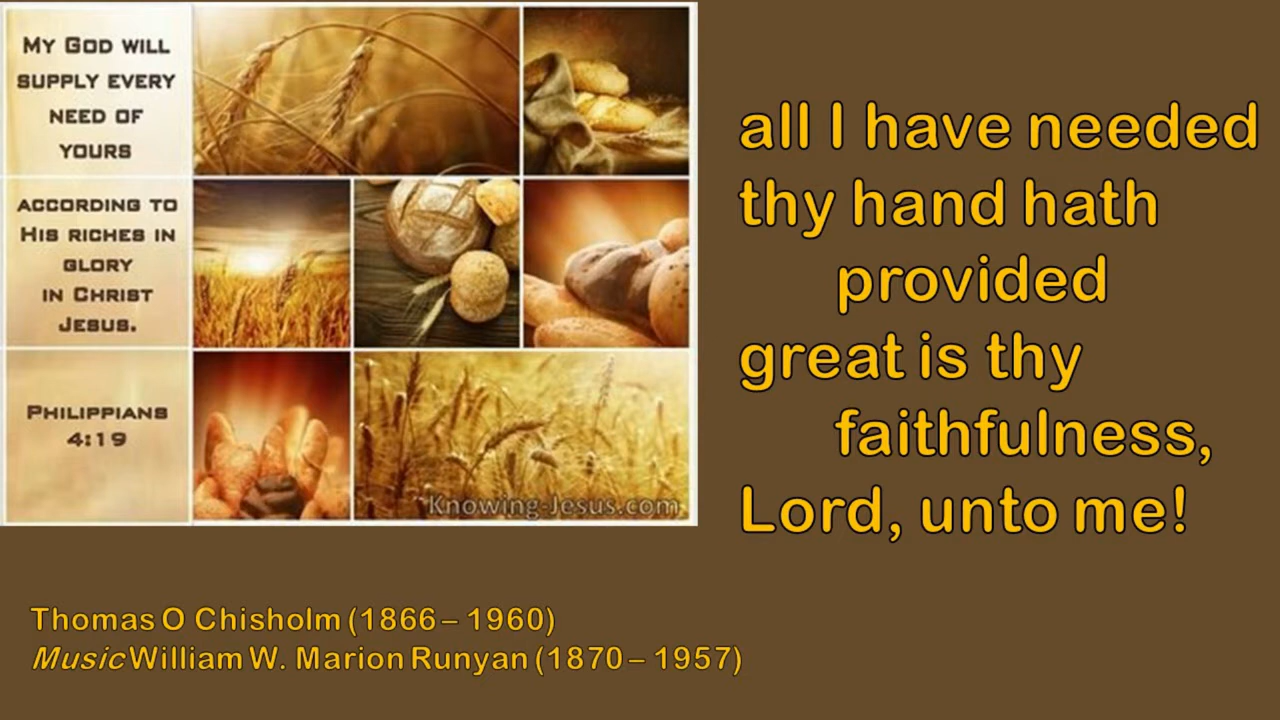 My God will
supply every
need of
yours
according to
His riches in
glory
in Christ
Jesus.
Philippians
4:19
Knowing-Jesus.com
all I have needed
thy hand hath
provided
great is thy
faithfulness,
Lord, unto me!
Thomas O Chisholm (1866 – 1960)
Music William W. Marion Runyan (1870 – 1957)